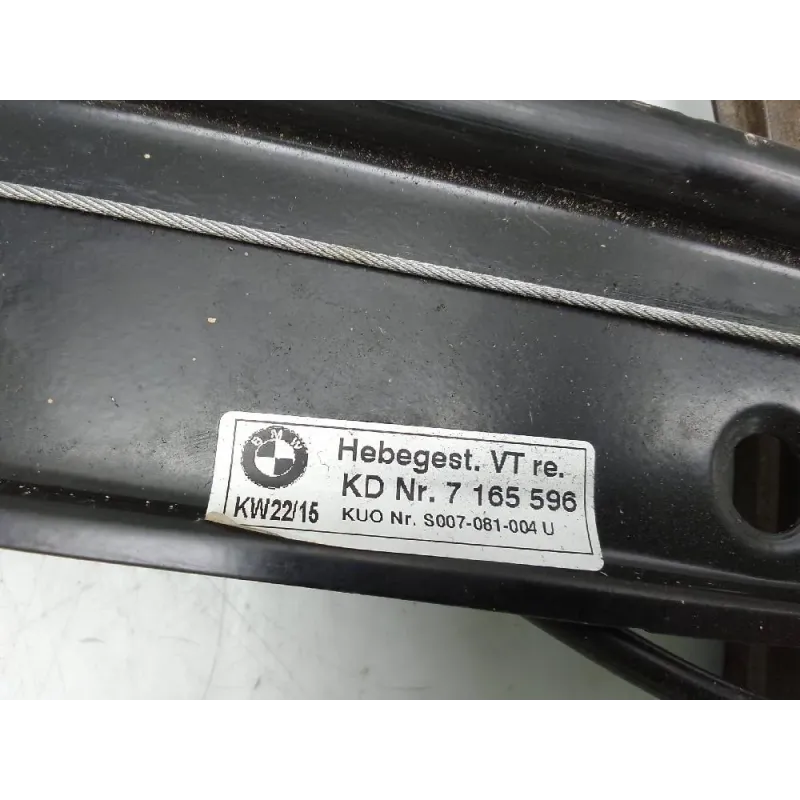 BMW
Hebegest. VT re.
KD Nr. 7 165 596
KW22/15 KUO Nr. S007-081-004 U